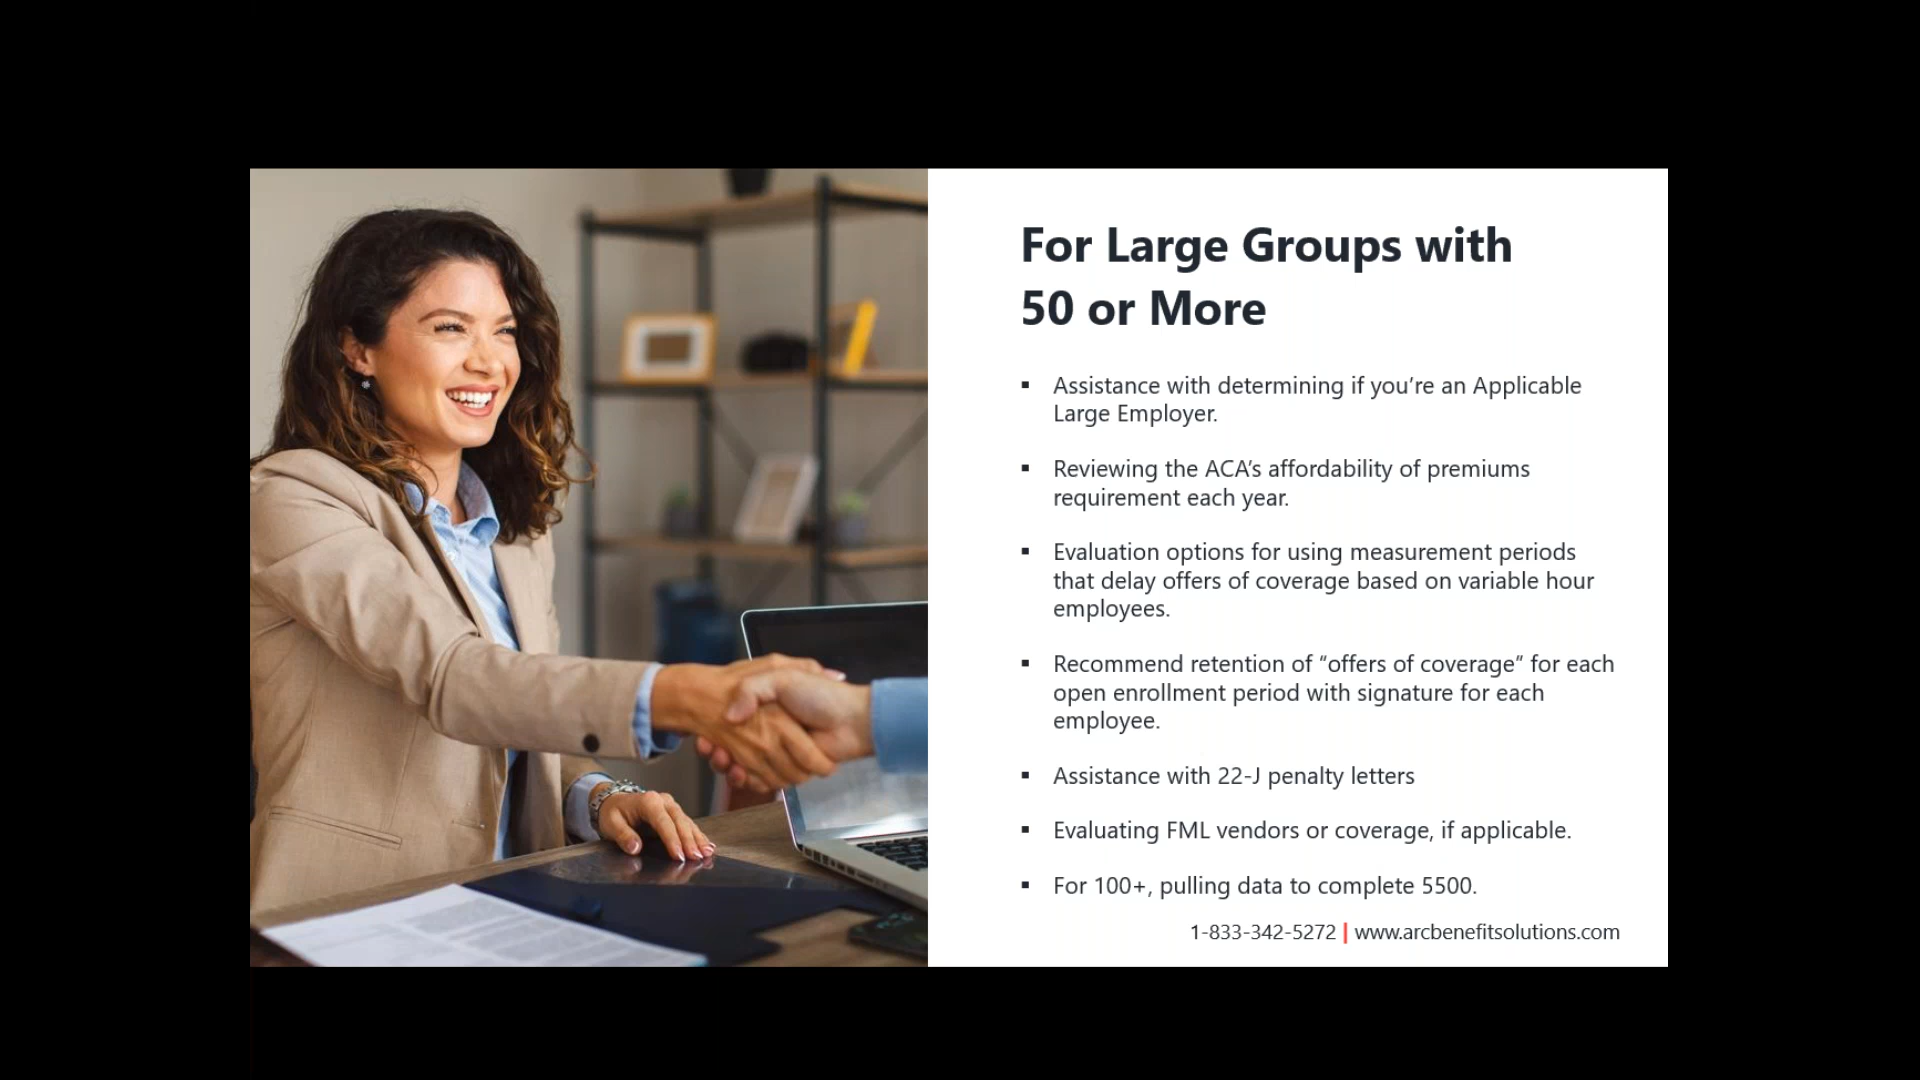 For Large Groups with
50 or More
▪ Assistance with determining if you’re an Applicable
Large Employer.
▪ Reviewing the ACA’s affordability of premiums
requirement each year.
▪ Evaluation options for using measurement periods
that delay offers of coverage based on variable hour
employees.
▪ Recommend retention of “offers of coverage” for each
open enrollment period with signature for each
employee.
▪ Assistance with 22-J penalty letters
▪ Evaluating FML vendors or coverage, if applicable.
▪ For 100+, pulling data to complete 5500.
1-833-342-5272 | www.arcbenefitsolutions.com